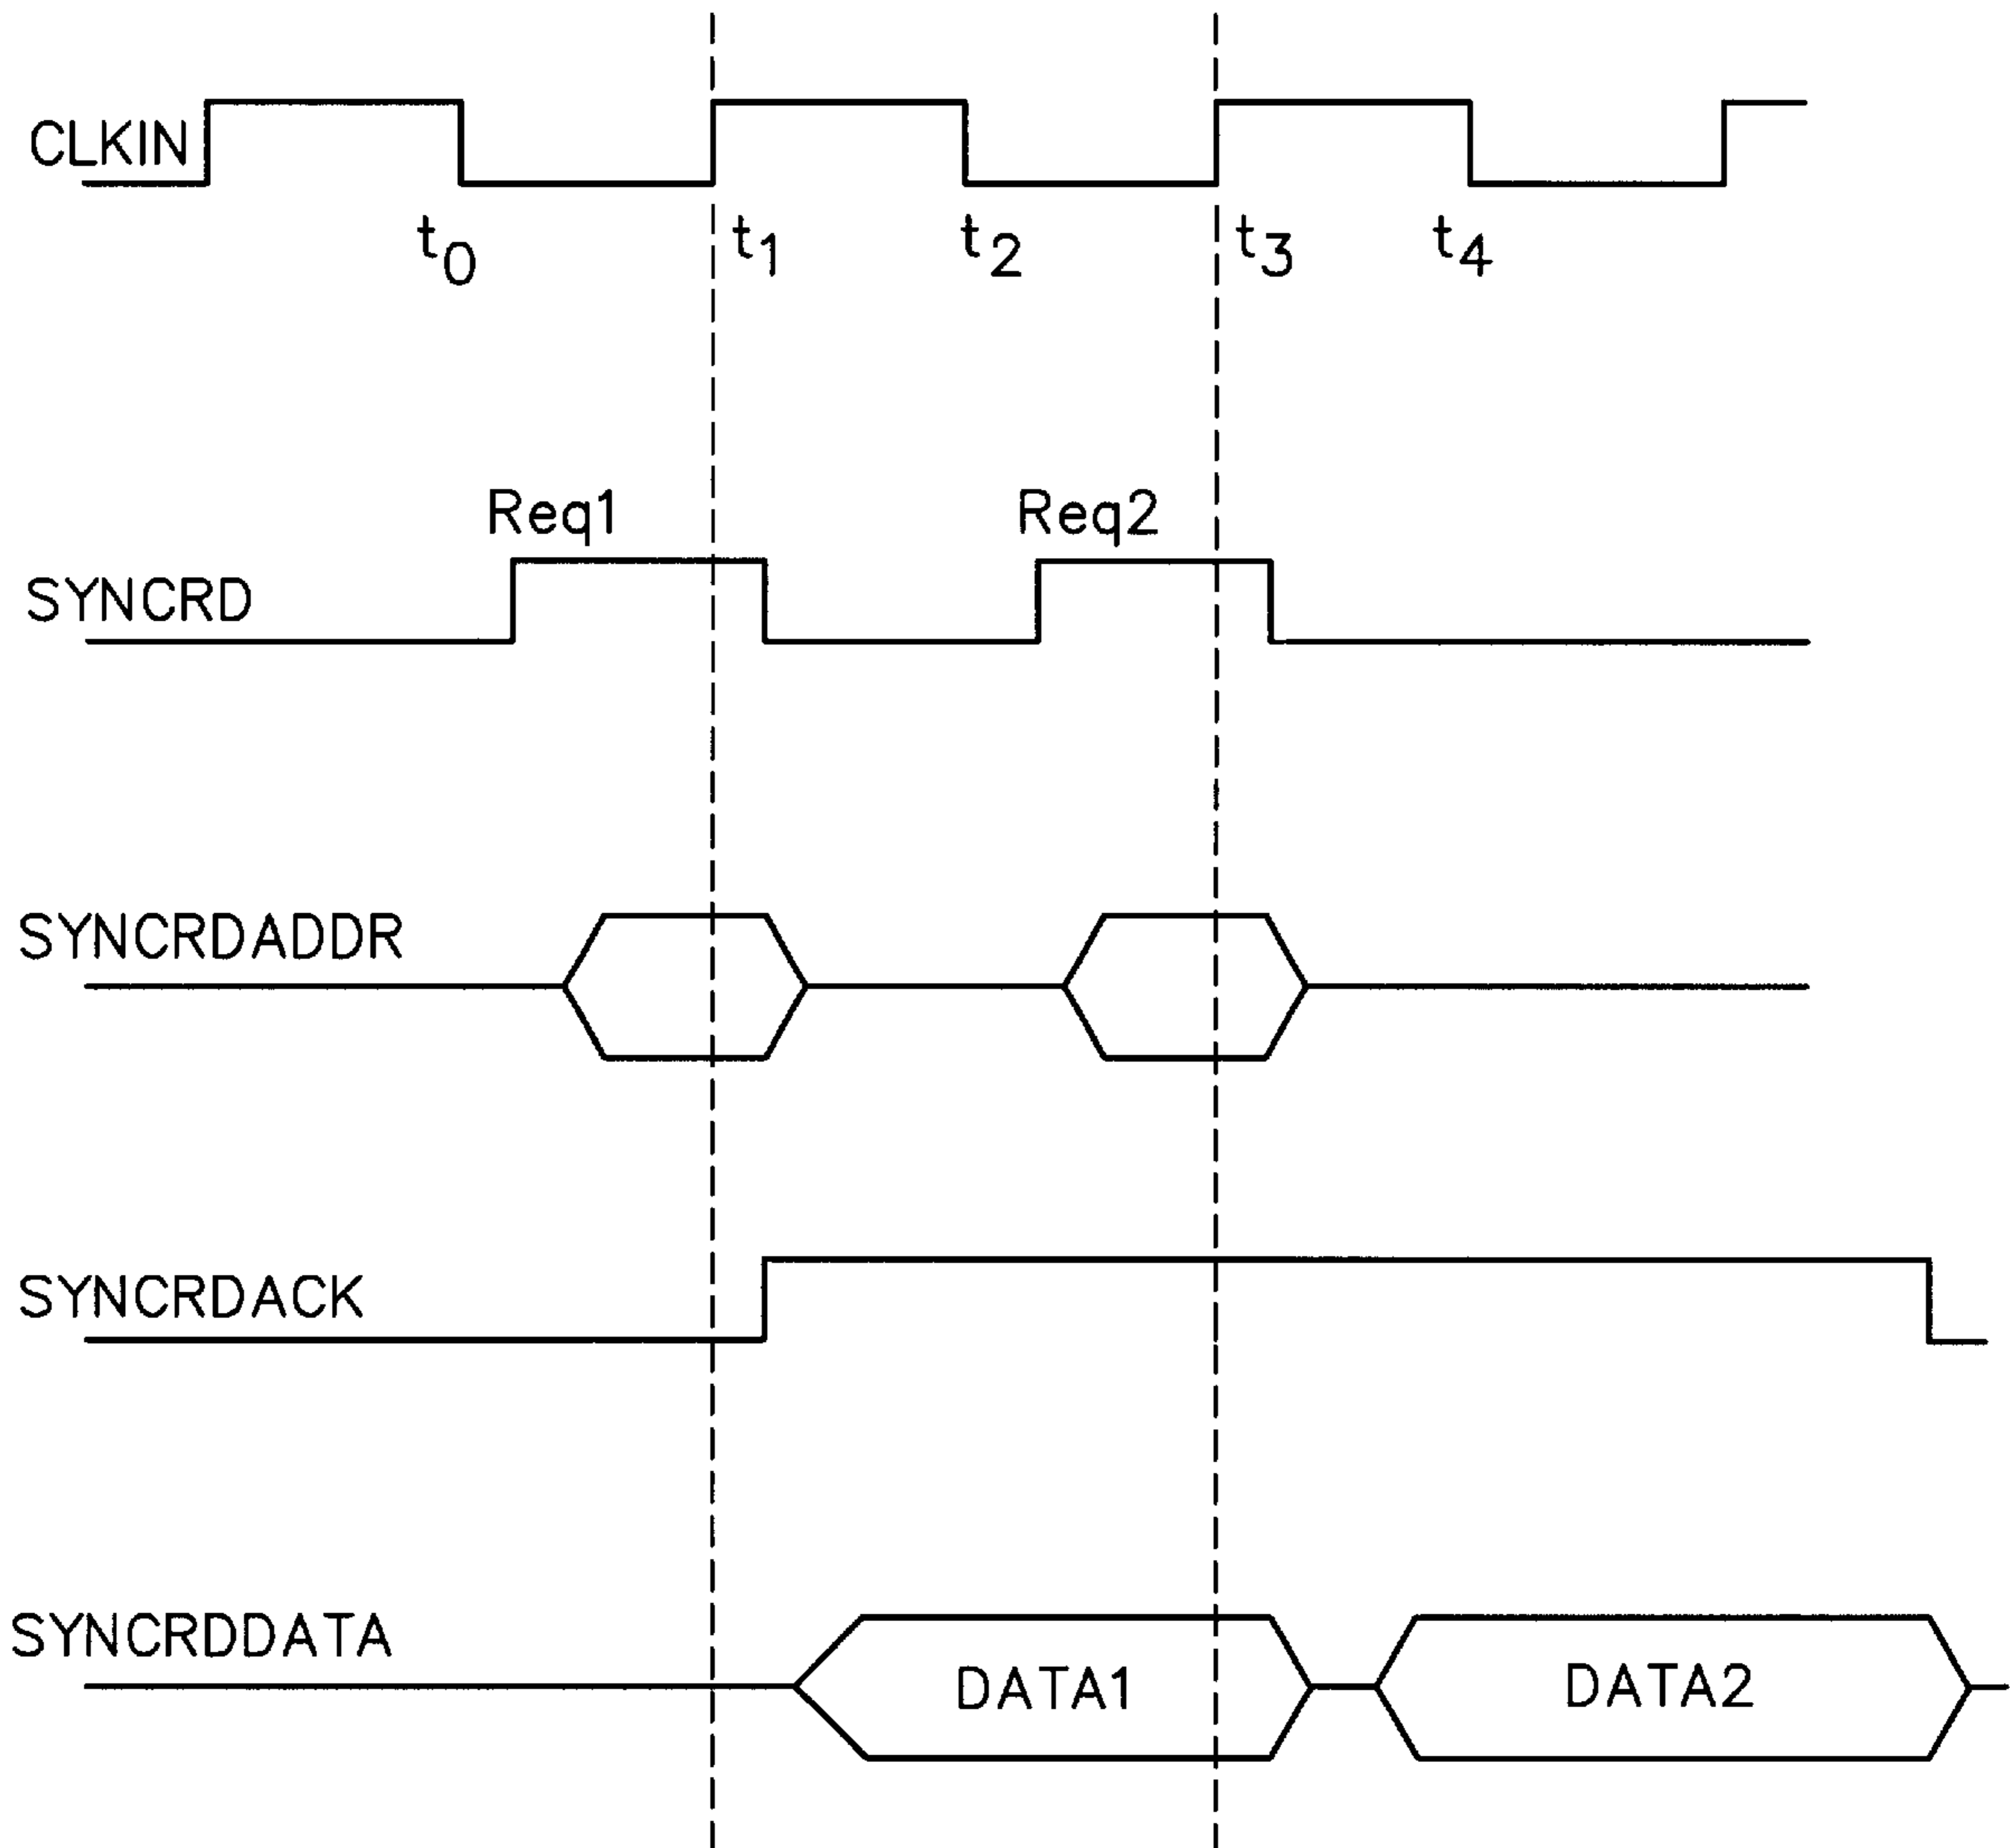 CLKIN
t0 t1 t2 t3 t4
Req1 Req2
SYNCRD
SYNCRDADDR
SYNCRDACK
SYNCRDDATA
DATA1 DATA2